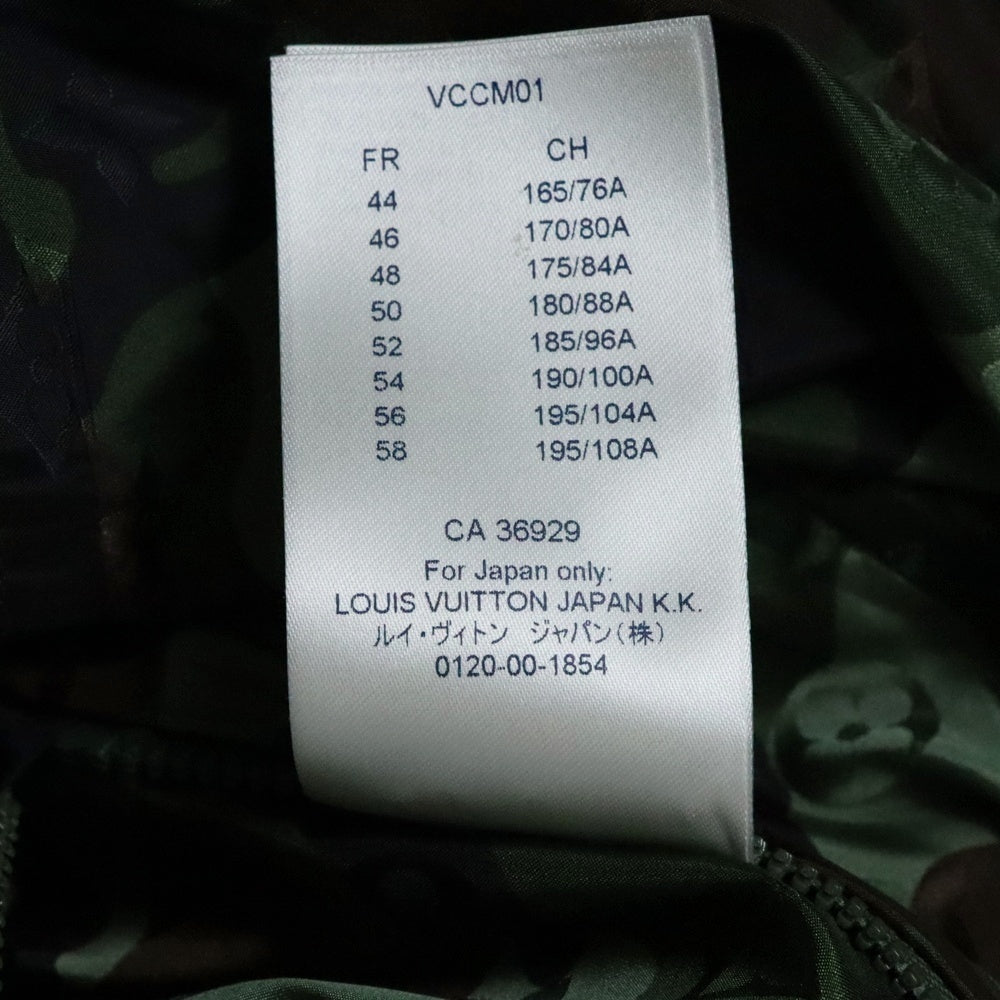 VCCM01
FR CH
44 165/76A
46 170/80A
48 175/84A
50 180/88A
52 185/96A
54 190/100A
56 195/104A
58 195/108A
CA 36929
For Japan only:
LOUIS VUITTON JAPAN K.K.
ルイ・ヴィトン ジャパン(株)
0120-00-1854